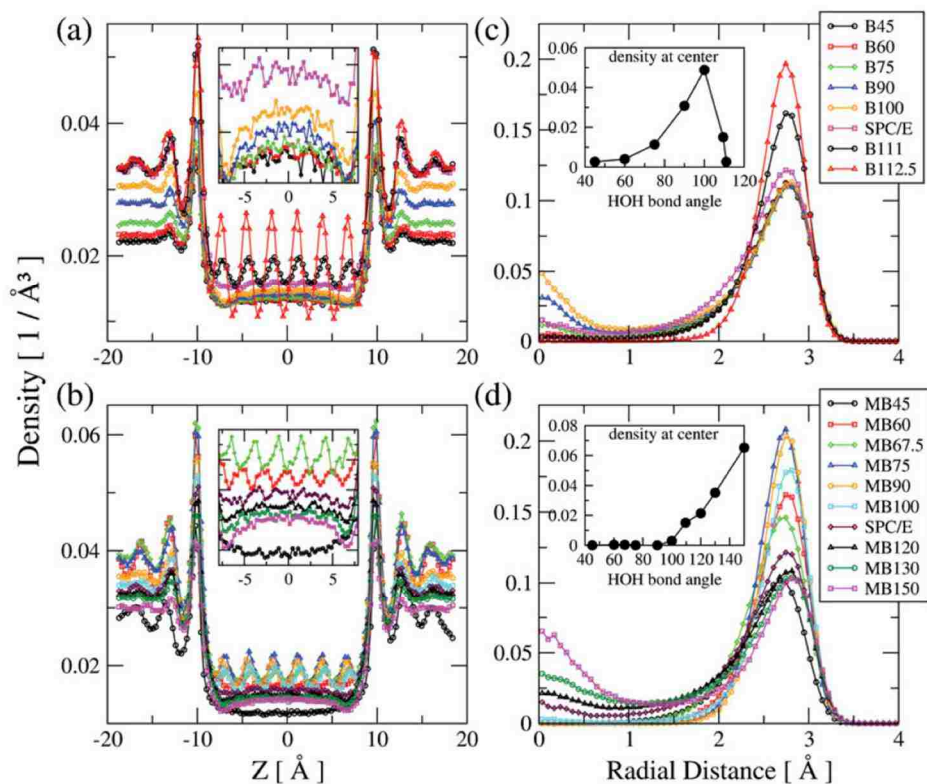 (a)
0.04
0.02
-5 0 5
-20 -10 0 10 20
(c)
0.2
0.15
0.1
0.05
0
0 1 2 3 4
0.06
0.04
0.02
0
40 60 80 100 120
density at center
HOH bond angle
B45
B60
B75
B90
B100
SPC/E
B111
B112.5
Density [ 1 / Å³ ]
(b)
0.06
0.04
0.02
-5 0 5
-20 -10 0 10 20
Z [ Å ]
(d)
0.2
0.15
0.1
0.05
0
0 1 2 3 4
0.08
0.06
0.04
0.02
0
40 60 80 100 120 140
density at center
HOH bond angle
Radial Distance [ Å ]
MB45
MB60
MB67.5
MB75
MB90
MB100
SPC/E
MB120
MB130
MB150